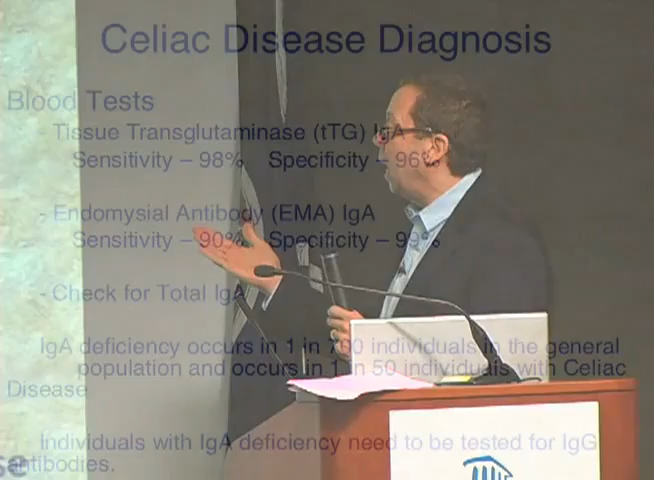 Celiac Disease Diagnosis
Blood Tests
- Tissue Transglutaminase (tTG) IgA
Sensitivity – 98% Specificity – 96%
- Endomysial Antibody (EMA) IgA
Sensitivity – 90% Specificity – 99%
- Check for Total IgA
IgA deficiency occurs in 1 in 700 individuals in the general
population and occurs in 1 in 50 individuals with Celiac
Disease
Individuals with IgA deficiency need to be tested for IgG
antibodies.
se